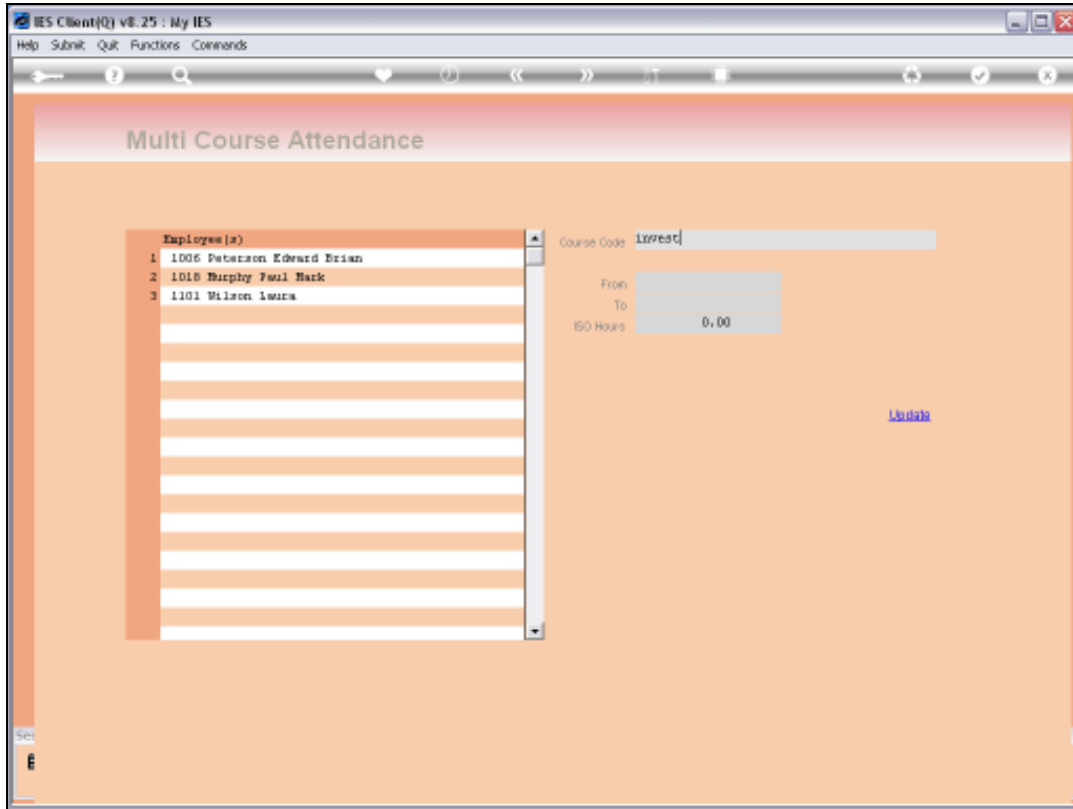 IES Client(Q) v8.25 : My IES
Help Submit Quit Functions Commands
Multi Course Attendance
Employee(s)
1 1006 Peterson Edward Brian
2 1018 Murphy Paul Mark
3 1101 Wilson Laura
Course Code invest
From
To
ISO Hours 0.00
Update